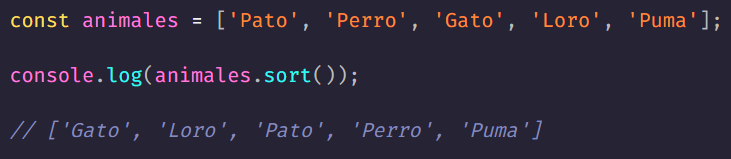 const animales = ['Pato', 'Perro', 'Gato', 'Loro', 'Puma'];
console.log(animales.sort());
// ['Gato', 'Loro', 'Pato', 'Perro', 'Puma']